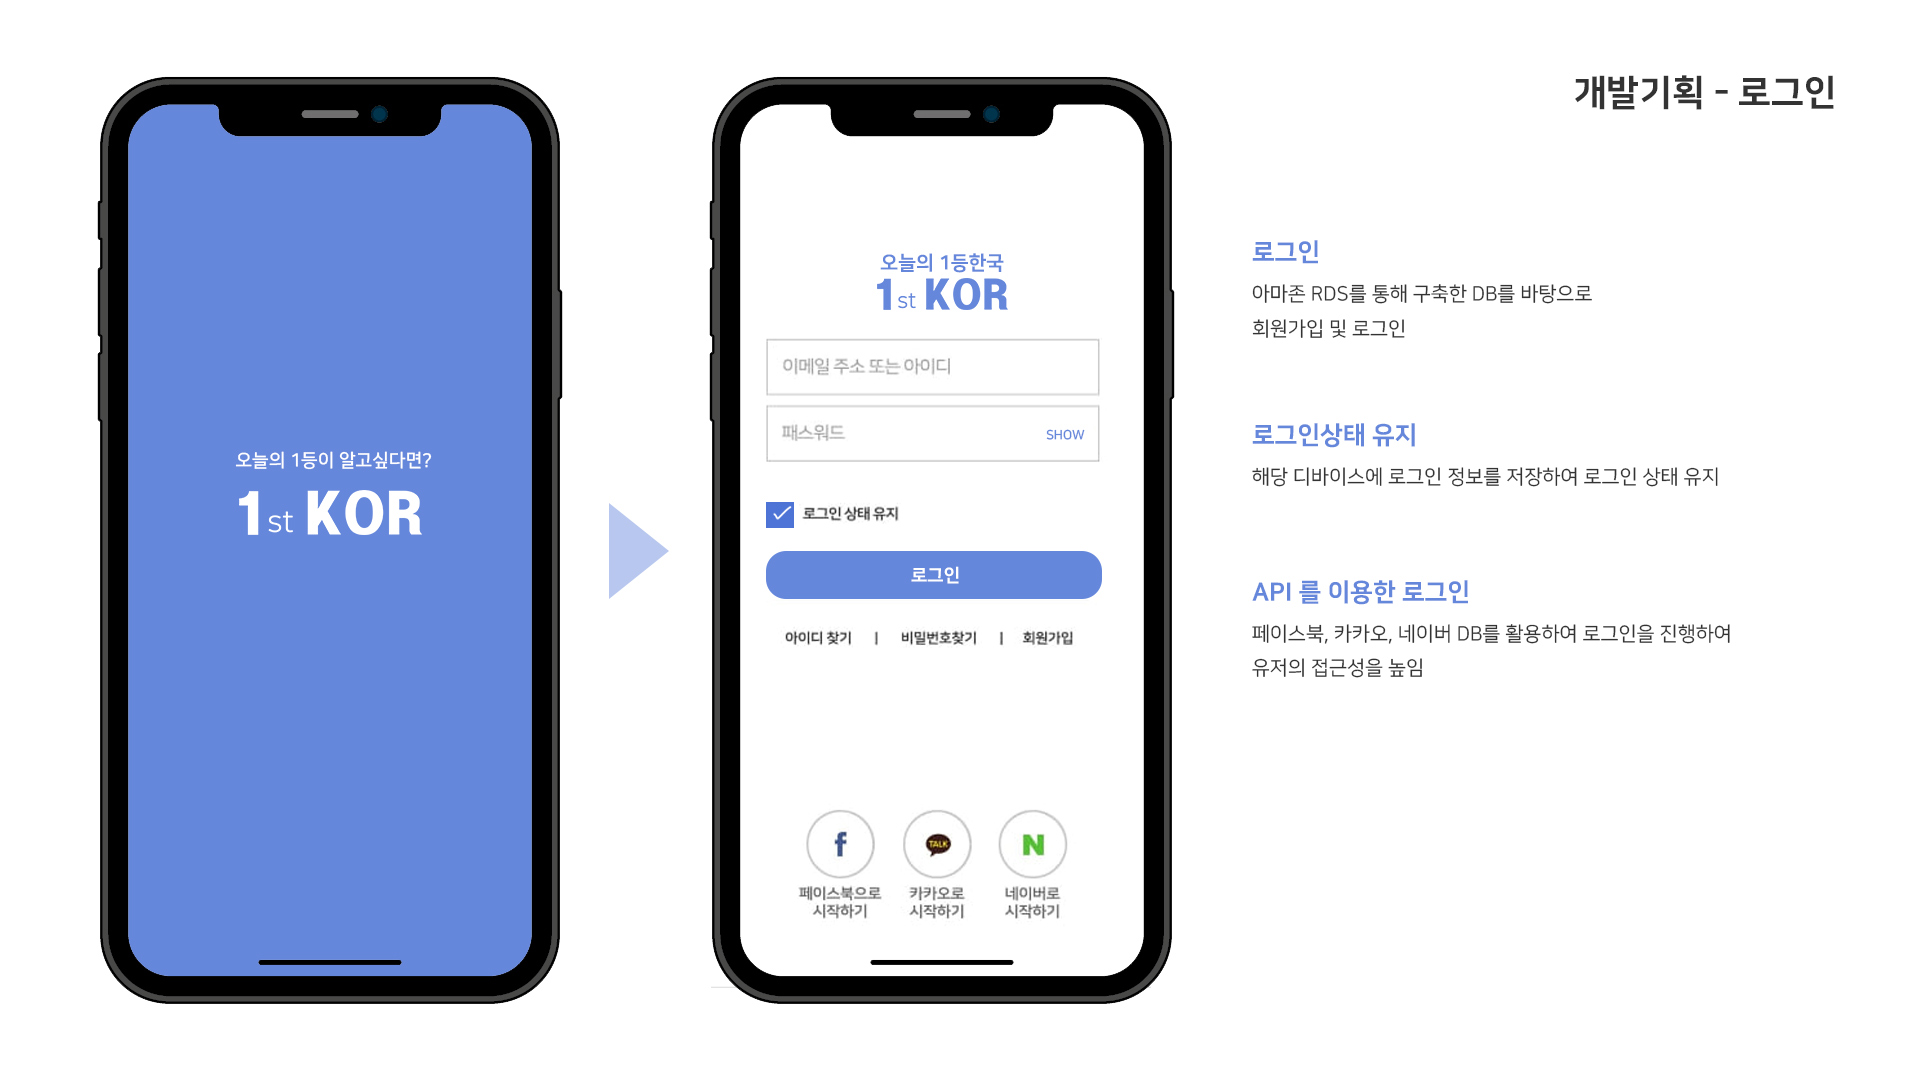 개발기획 - 로그인
오늘의 1등이 알고싶다면?
1st KOR
오늘의 1등한국
1st KOR
이메일 주소 또는 아이디
패스워드 SHOW
로그인 상태 유지
로그인
아이디 찾기 | 비밀번호찾기 | 회원가입
f
TALK
N
페이스북으로
시작하기
카카오로
시작하기
네이버로
시작하기
로그인
아마존 RDS를 통해 구축한 DB를 바탕으로
회원가입 및 로그인
로그인상태 유지
해당 디바이스에 로그인 정보를 저장하여 로그인 상태 유지
API 를 이용한 로그인
페이스북, 카카오, 네이버 DB를 활용하여 로그인을 진행하여
유저의 접근성을 높임